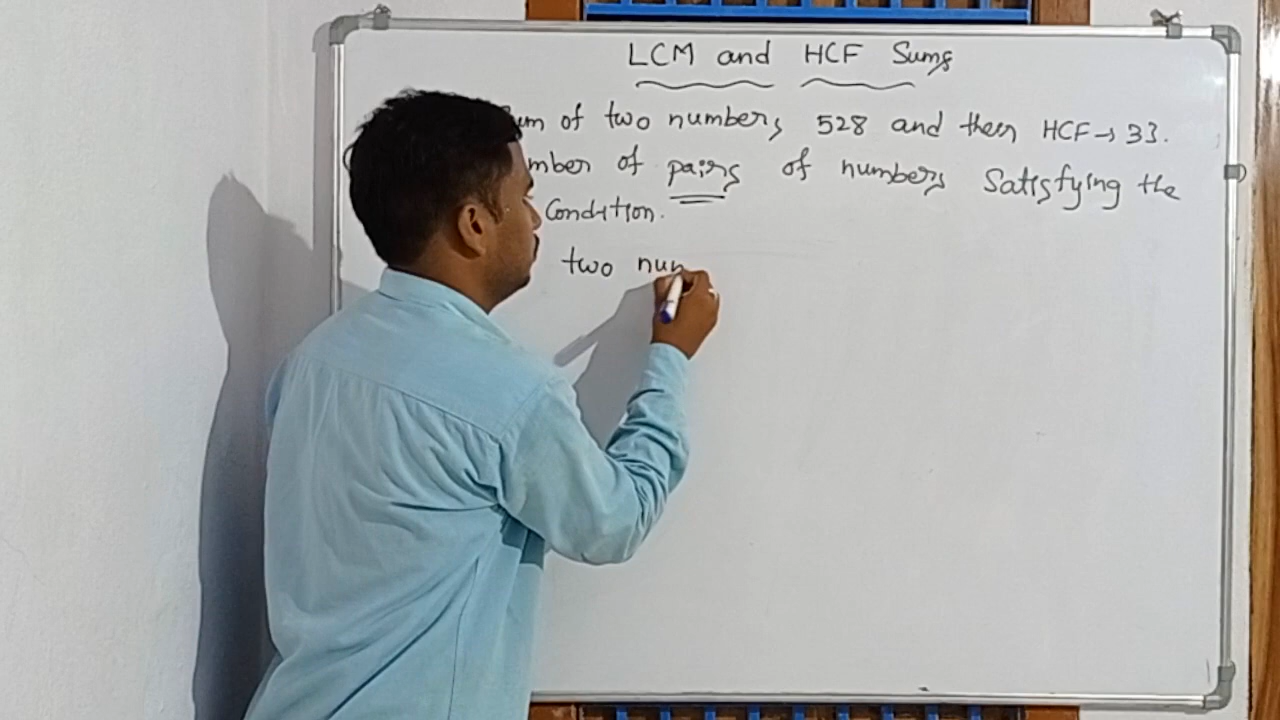 LCM and HCF Sums
um of two numbers 528 and their HCF → 33.
mber of pairs of numbers Satisfying the
Condition.
two num